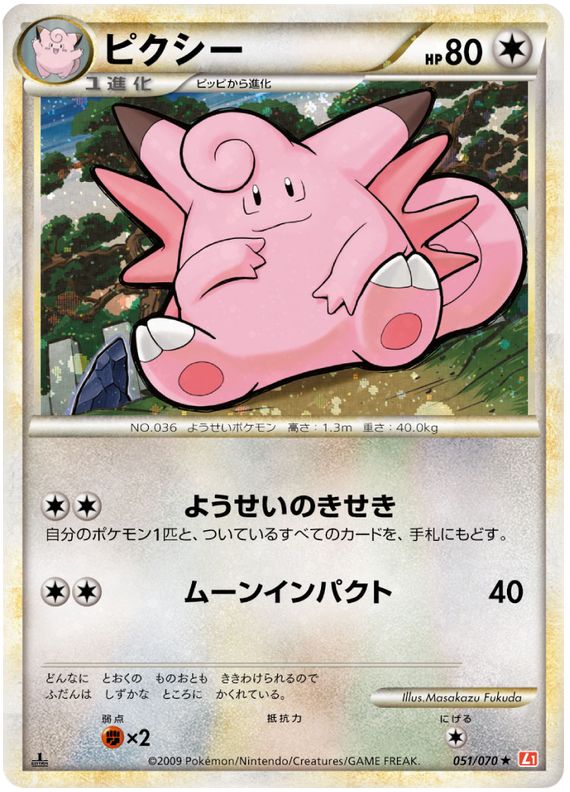 ピクシー
HP80
1進化
ピッピから進化
NO.036 ようせいポケモン 高さ：1.3m 重さ：40.0kg
ようせいのきせき
自分のポケモン1匹と、ついているすべてのカードを、手札にもどす。
ムーンインパクト 40
どんなに とおくの ものおとも ききわけられるので
ふだんは しずかな ところに かくれている。
Illus.Masakazu Fukuda
弱点 抵抗力 にげる
×2
1 EDITION
©2009 Pokémon/Nintendo/Creatures/GAME FREAK.
051/070 ★ L1